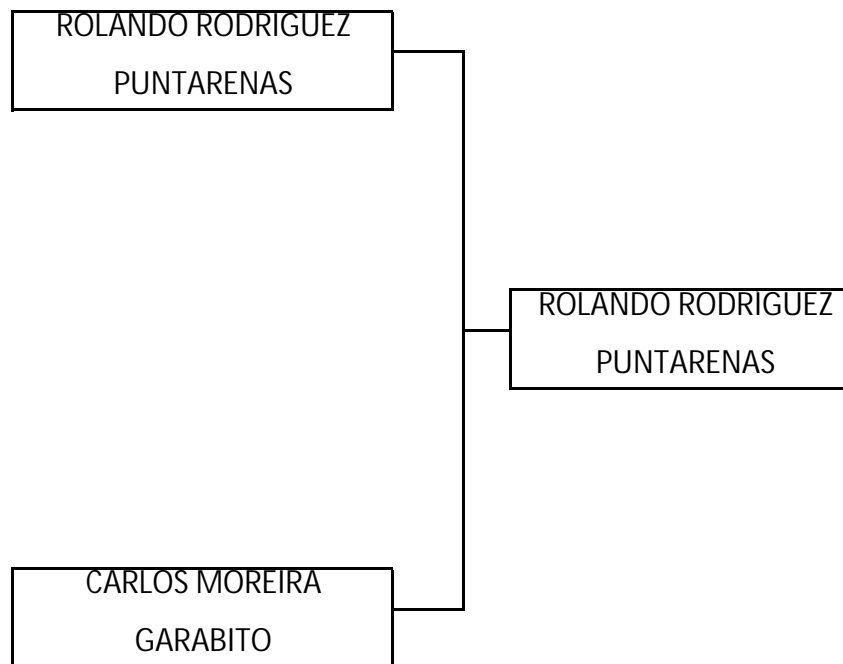 ROLANDO RODRIGUEZ
PUNTARENAS
ROLANDO RODRIGUEZ
PUNTARENAS
CARLOS MOREIRA
GARABITO